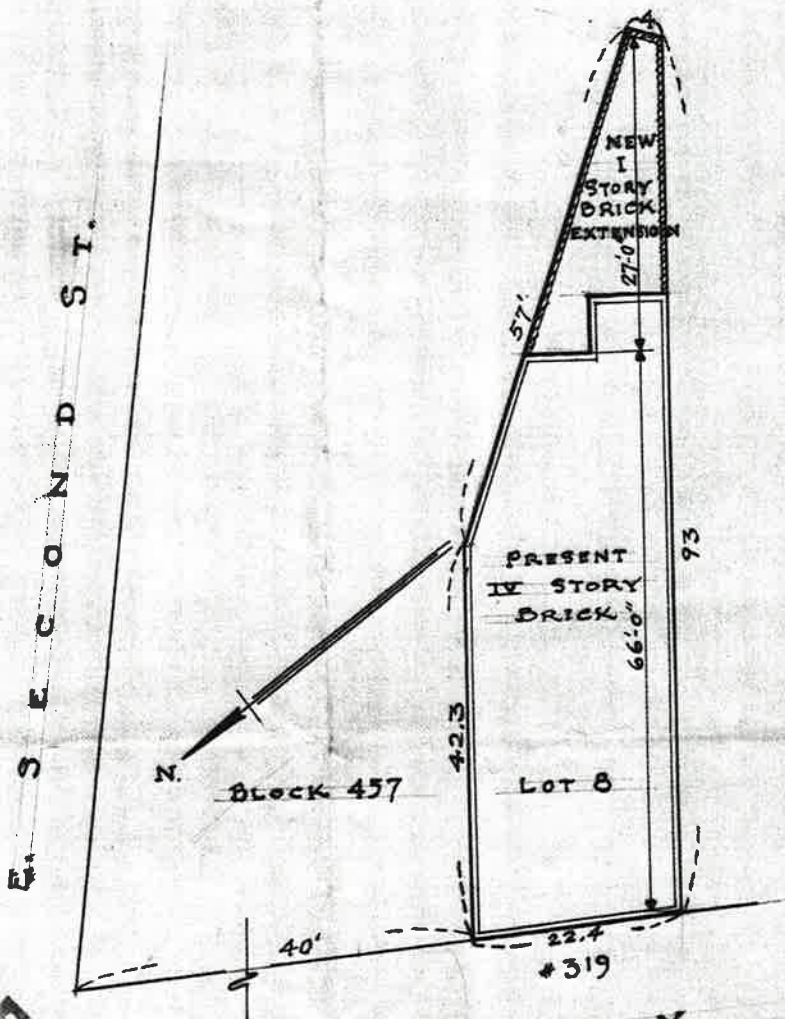 4
NEW
I
STORY
BRICK
EXTENSION
27'-0"
57'.
E. SECOND ST.
PRESENT
IV STORY
BRICK
66'-0"
93
42.3
N.
BLOCK 457
LOT 8
40'
22.4
#319